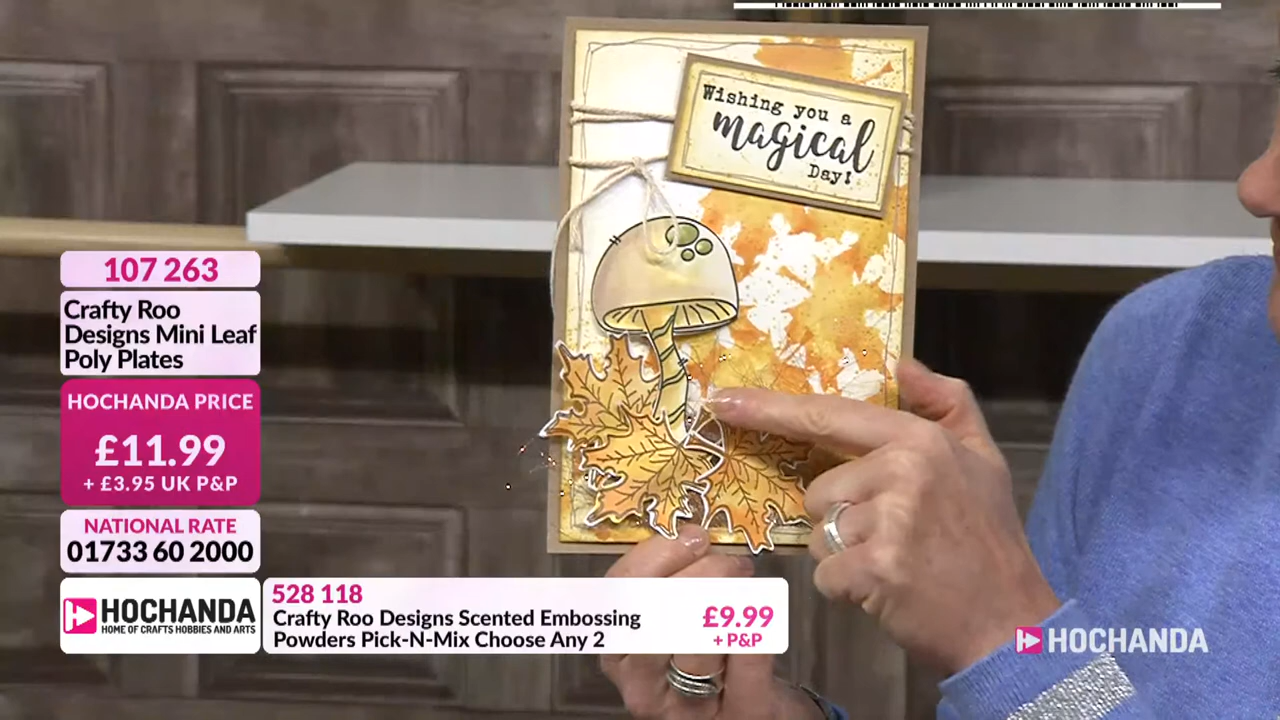 Wishing you a
magical
Day!
107 263
Crafty Roo
Designs Mini Leaf
Poly Plates
HOCHANDA PRICE
£11.99
+ £3.95 UK P&P
NATIONAL RATE
01733 60 2000
HOCHANDA
HOME OF CRAFTS HOBBIES AND ARTS
528 118
Crafty Roo Designs Scented Embossing
Powders Pick-N-Mix Choose Any 2
£9.99
+ P&P
HOCHANDA